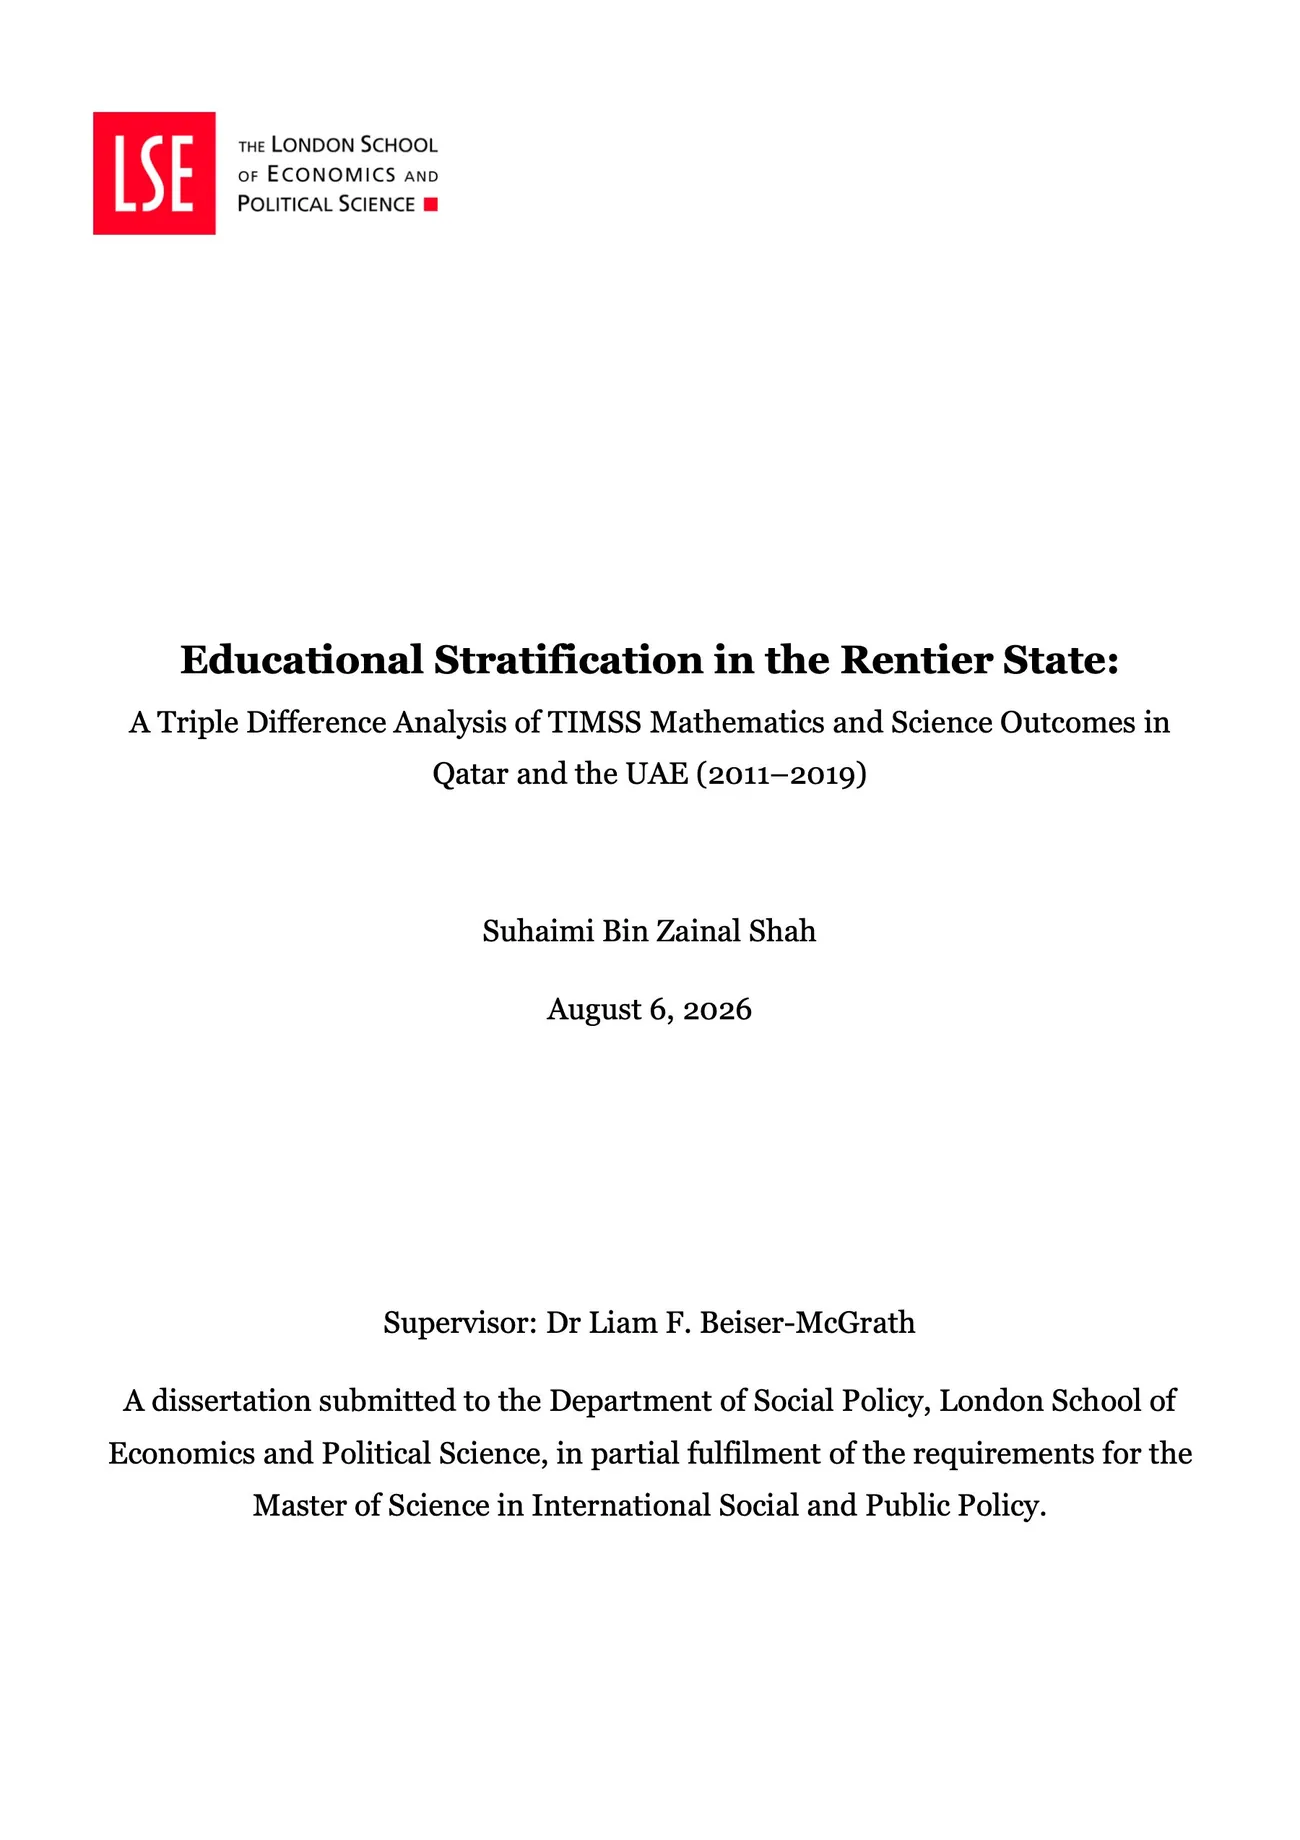 LSE
THE LONDON SCHOOL
OF ECONOMICS AND
POLITICAL SCIENCE
Educational Stratification in the Rentier State:
A Triple Difference Analysis of TIMSS Mathematics and Science Outcomes in
Qatar and the UAE (2011–2019)
Suhaimi Bin Zainal Shah
August 6, 2026
Supervisor: Dr Liam F. Beiser-McGrath
A dissertation submitted to the Department of Social Policy, London School of
Economics and Political Science, in partial fulfilment of the requirements for the
Master of Science in International Social and Public Policy.